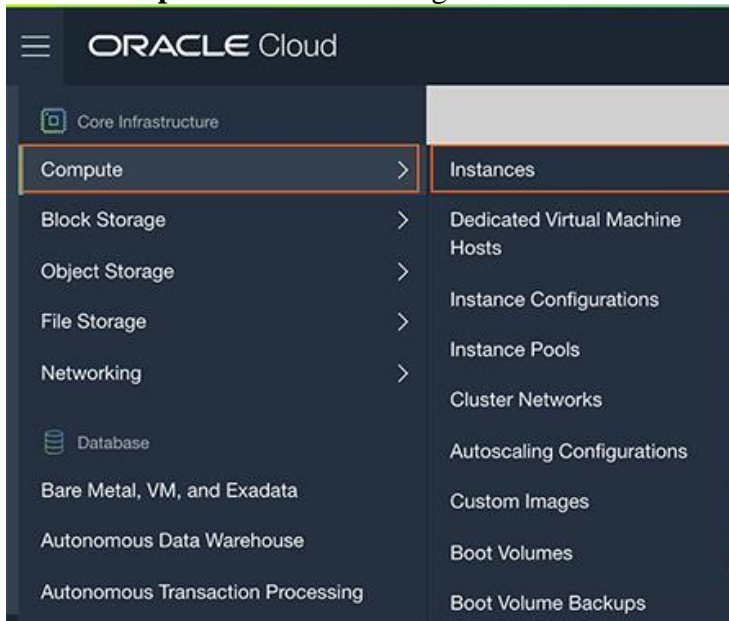 ORACLE Cloud
Core Infrastructure
Compute
Block Storage
Object Storage
File Storage
Networking
Database
Bare Metal, VM, and Exadata
Autonomous Data Warehouse
Autonomous Transaction Processing
Instances
Dedicated Virtual Machine
Hosts
Instance Configurations
Instance Pools
Cluster Networks
Autoscaling Configurations
Custom Images
Boot Volumes
Boot Volume Backups